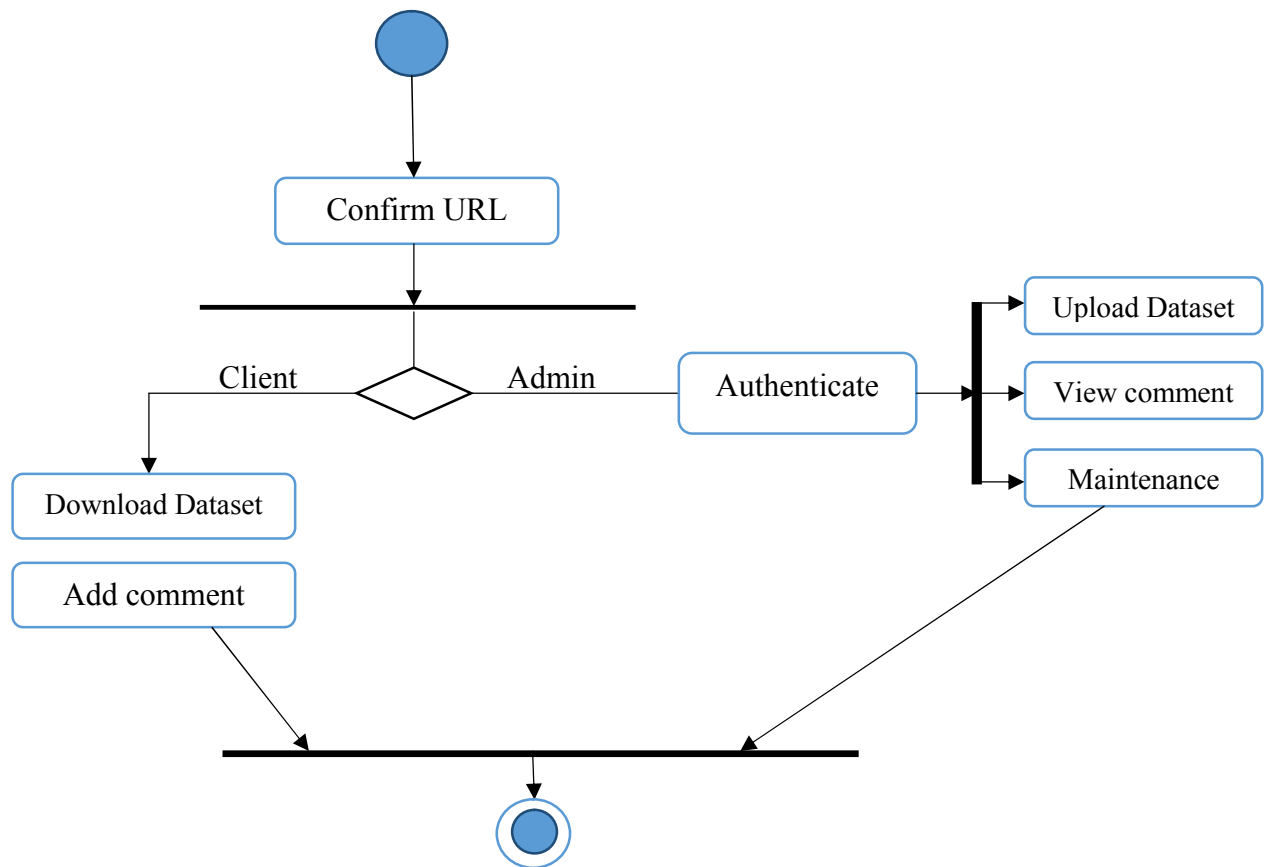 Confirm URL
Client
Admin
Authenticate
Upload Dataset
View comment
Maintenance
Download Dataset
Add comment